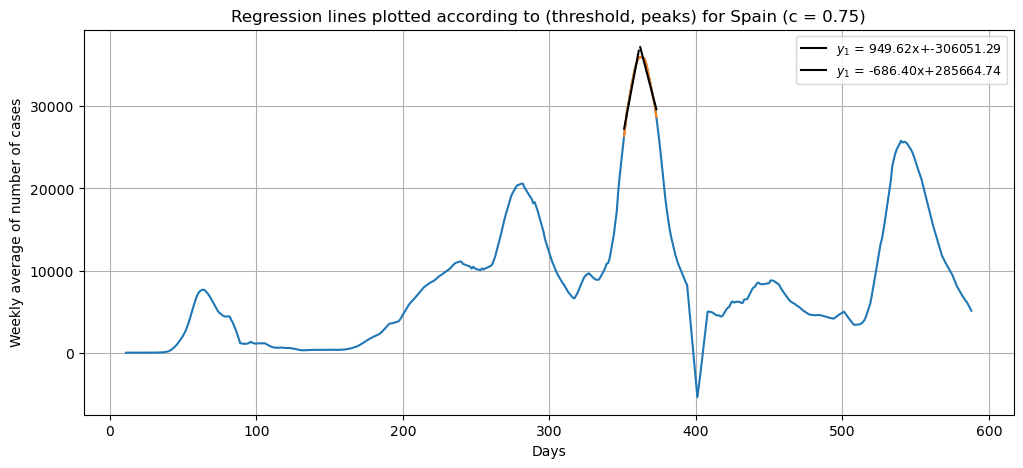 Regression lines plotted according to (threshold, peaks) for Spain (c = 0.75)
y₁ = 949.62x+-306051.29
y₁ = -686.40x+285664.74
Weekly average of number of cases
30000
20000
10000
0
0 100 200 300 400 500 600
Days